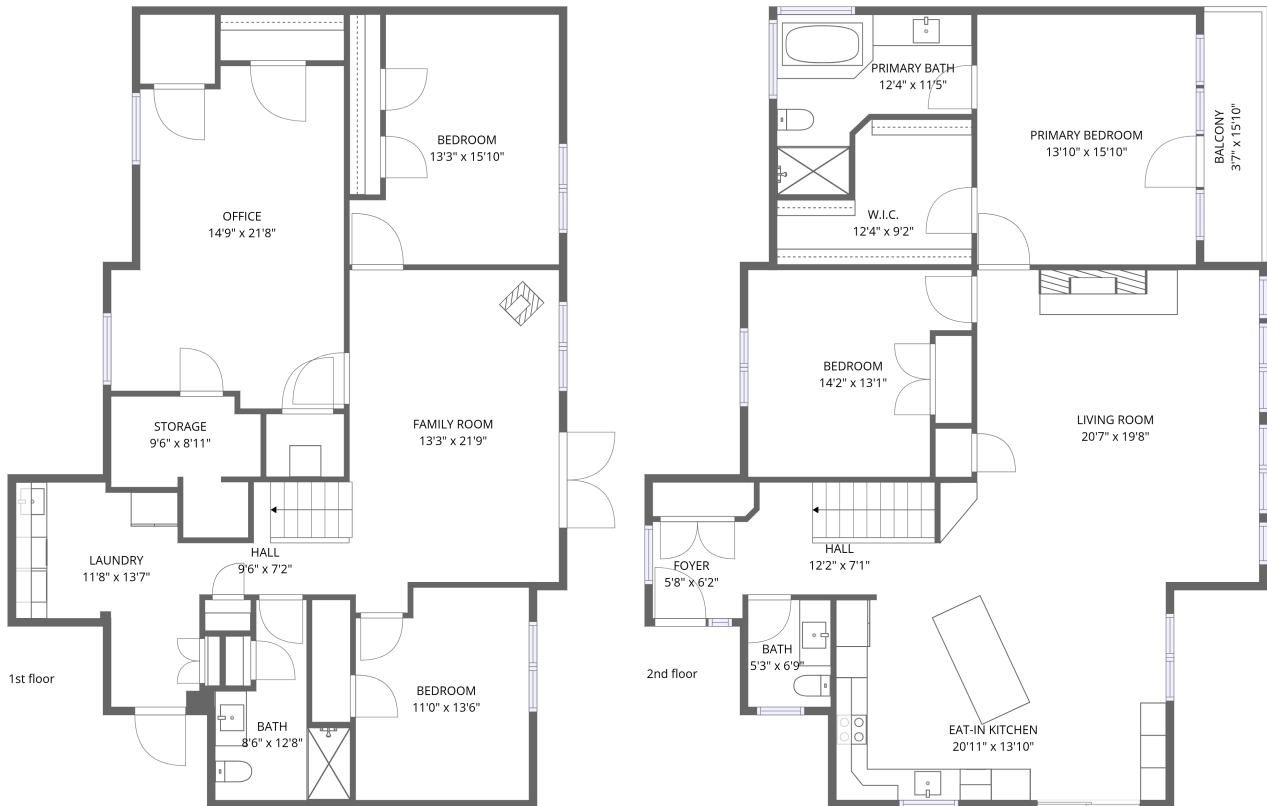 BEDROOM
13'3" x 15'10"
OFFICE
14'9" x 21'8"
STORAGE
9'6" x 8'11"
FAMILY ROOM
13'3" x 21'9"
LAUNDRY
11'8" x 13'7"
HALL
9'6" x 7'2"
1st floor
BATH
8'6" x 12'8"
BEDROOM
11'0" x 13'6"
PRIMARY BATH
12'4" x 11'5"
PRIMARY BEDROOM
13'10" x 15'10"
BALCONY
3'7" x 15'10"
W.I.C.
12'4" x 9'2"
BEDROOM
14'2" x 13'1"
LIVING ROOM
20'7" x 19'8"
HALL
12'2" x 7'1"
FOYER
5'8" x 6'2"
BATH
5'3" x 6'9"
2nd floor
EAT-IN KITCHEN
20'11" x 13'10"